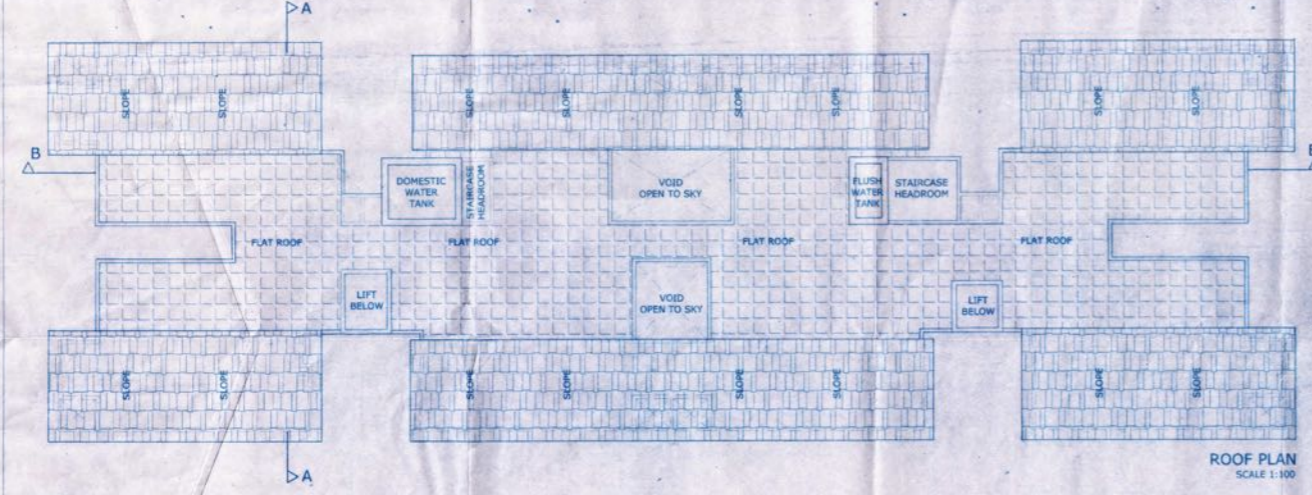 A
SLOPE
SLOPE
SLOPE
SLOPE
SLOPE
SLOPE
SLOPE
SLOPE
B
B
DOMESTIC
WATER
TANK
STAIRCASE
HEADROOM
VOID
OPEN TO SKY
FLUSH
WATER
TANK
STAIRCASE
HEADROOM
FLAT ROOF
FLAT ROOF
FLAT ROOF
FLAT ROOF
LIFT
BELOW
VOID
OPEN TO SKY
LIFT
BELOW
SLOPE
SLOPE
SLOPE
SLOPE
SLOPE
SLOPE
SLOPE
SLOPE
A
ROOF PLAN
SCALE 1:100